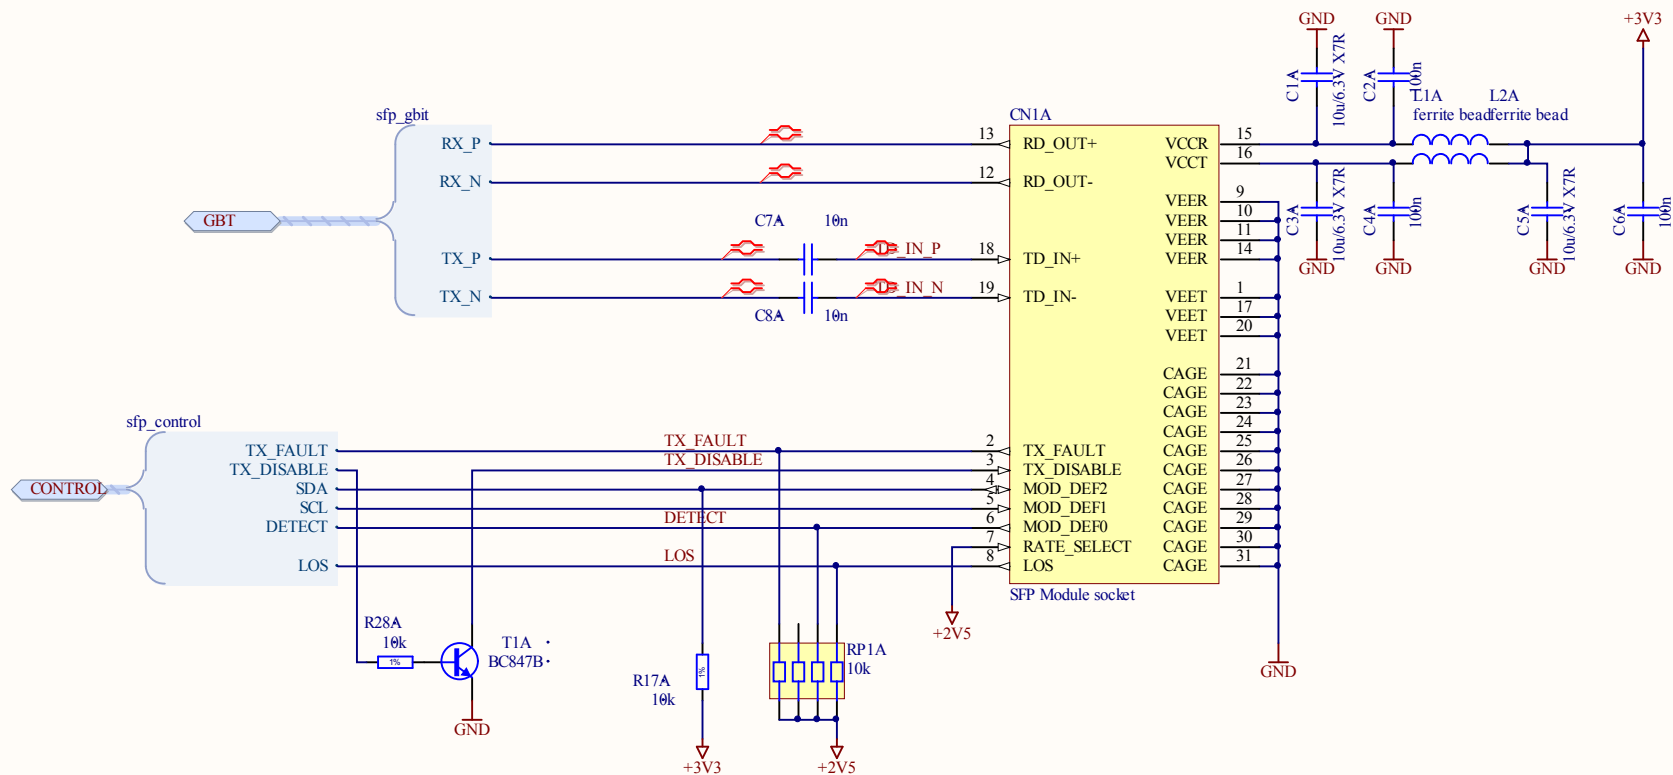 GND
GND
+3V3
C1A
10u/6.3V X7R
C2A
100n
L1A
ferrite bead
L2A
ferrite bead
sfp_gbit
CN1A
RX_P
13
RD_OUT+
VCCR
15
VCCT
16
RX_N
12
RD_OUT-
VEER
9
GBT
C7A
10n
VEER
10
VEER
11
C3A
10u/6.3V X7R
C4A
100n
C5A
10u/6.3V X7R
C6A
100n
TX_P
TD_IN_P
18
TD_IN+
VEER
14
GND
GND
GND
GND
TX_N
TD_IN_N
19
TD_IN-
VEET
1
C8A
10n
VEET
17
VEET
20
CAGE
21
CAGE
22
CAGE
23
sfp_control
CAGE
24
TX_FAULT
TX_FAULT
2
TX_FAULT
CAGE
25
TX_DISABLE
TX_DISABLE
3
TX_DISABLE
CAGE
26
CONTROL
SDA
4
MOD_DEF2
CAGE
27
SCL
5
MOD_DEF1
CAGE
28
DETECT
DETECT
6
MOD_DEF0
CAGE
29
7
RATE_SELECT
CAGE
30
LOS
LOS
8
LOS
CAGE
31
SFP Module socket
R28A
10k
1%
T1A
BC847B
+2V5
R17A
10k
1%
RP1A
10k
GND
GND
+3V3
+2V5